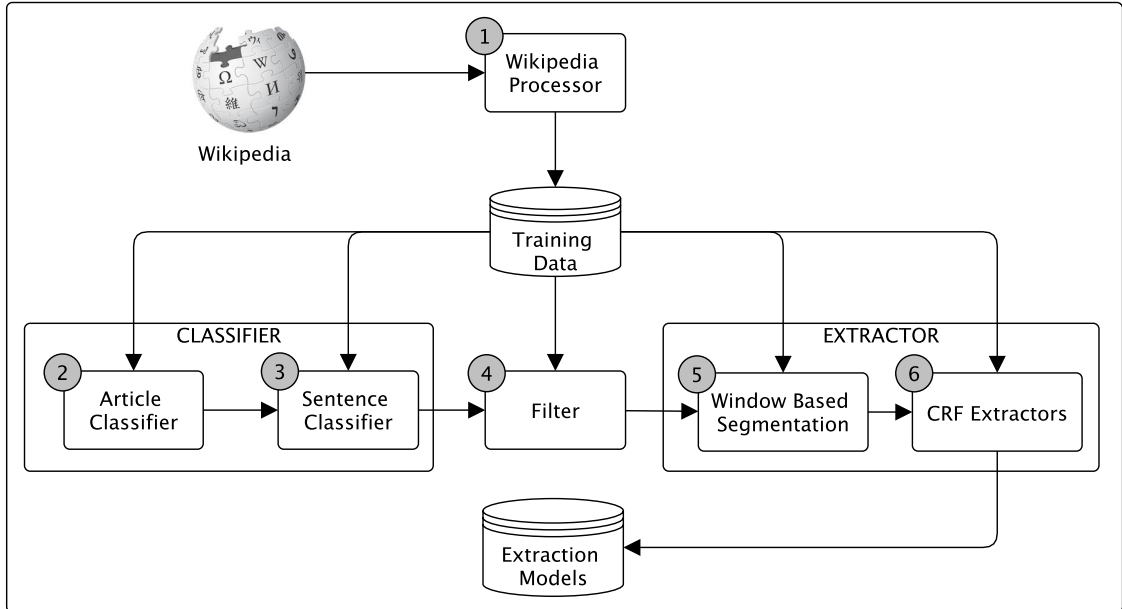 1
Wikipedia
Processor
Ω
W
維
И
Wikipedia
Training
Data
CLASSIFIER
EXTRACTOR
2
Article
Classifier
3
Sentence
Classifier
4
Filter
5
Window Based
Segmentation
6
CRF Extractors
Extraction
Models